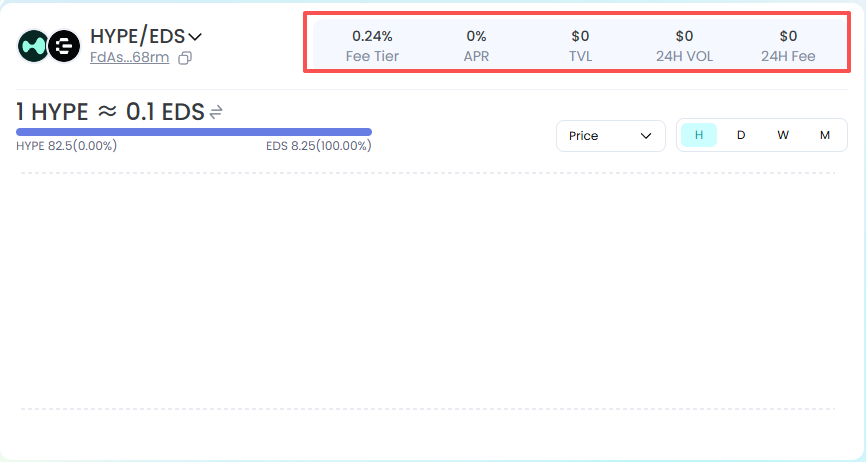 HYPE/EDS
FdAs...68rm
0.24% 0% $0 $0 $0
Fee Tier APR TVL 24H VOL 24H Fee
1 HYPE ≈ 0.1 EDS
HYPE 82.5(0.00%) EDS 8.25(100.00%)
Price H D W M